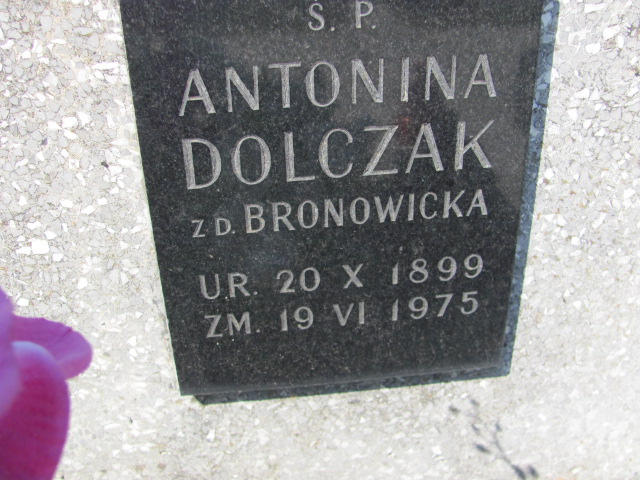 Ś. P.
ANTONINA
DOLCZAK
Z D. BRONOWICKA
UR. 20 X 1899
ZM. 19 VI 1975